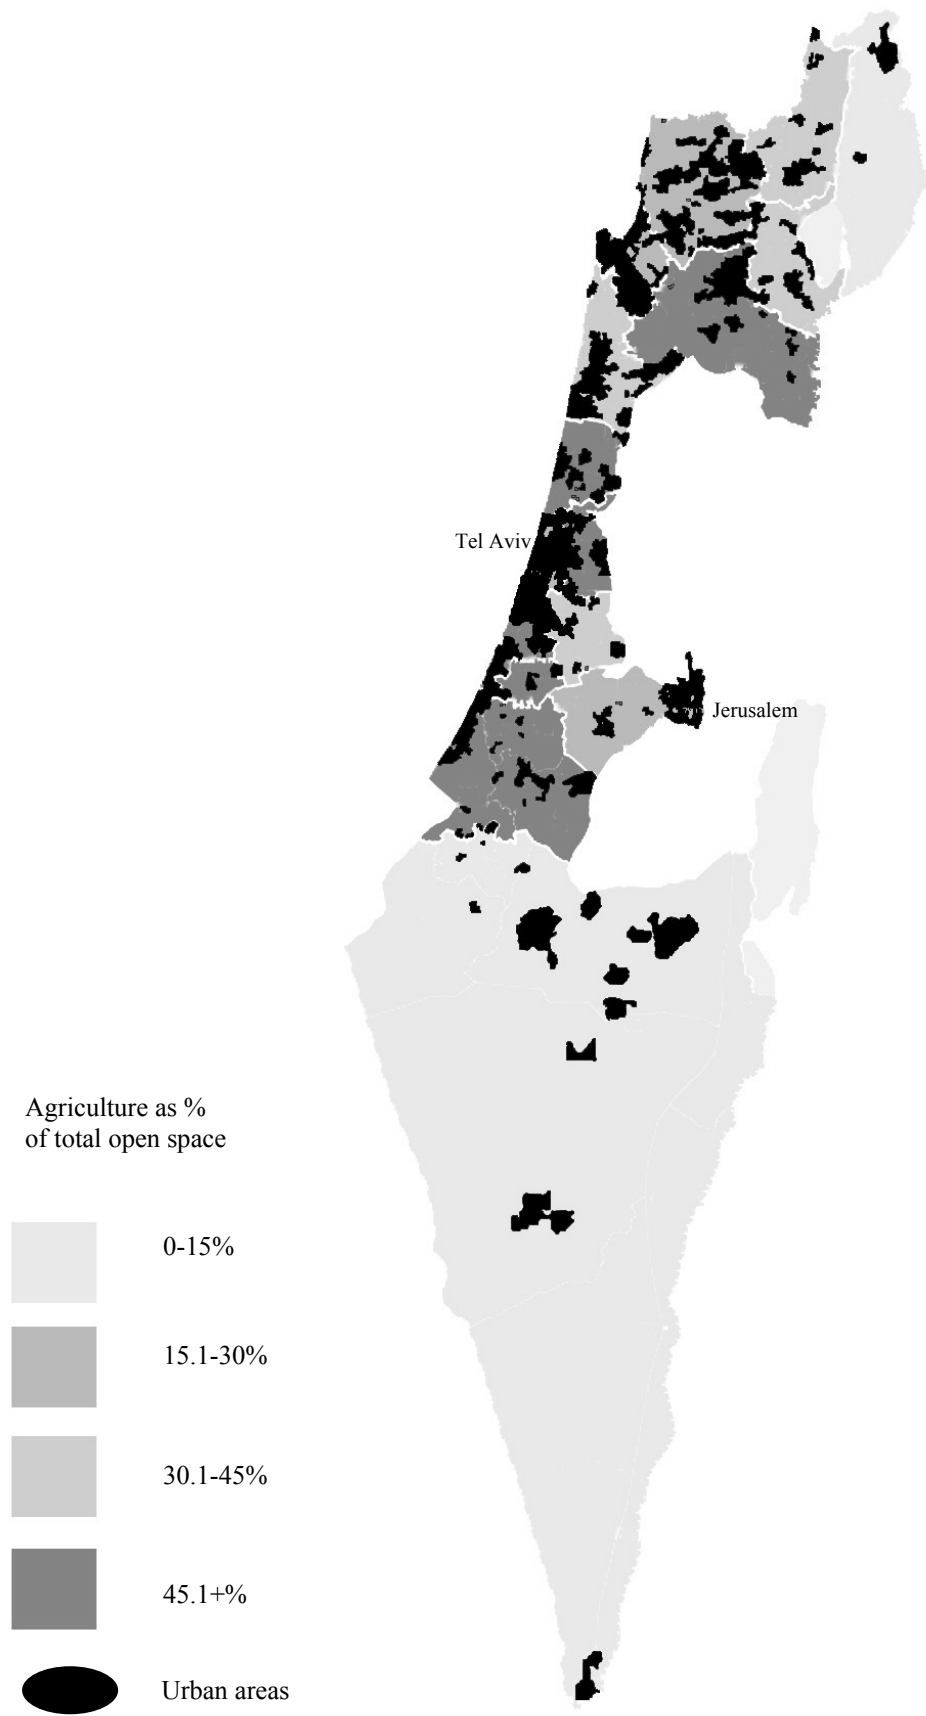 Tel Aviv
Jerusalem
Agriculture as %
of total open space
0-15%
15.1-30%
30.1-45%
45.1+%
Urban areas